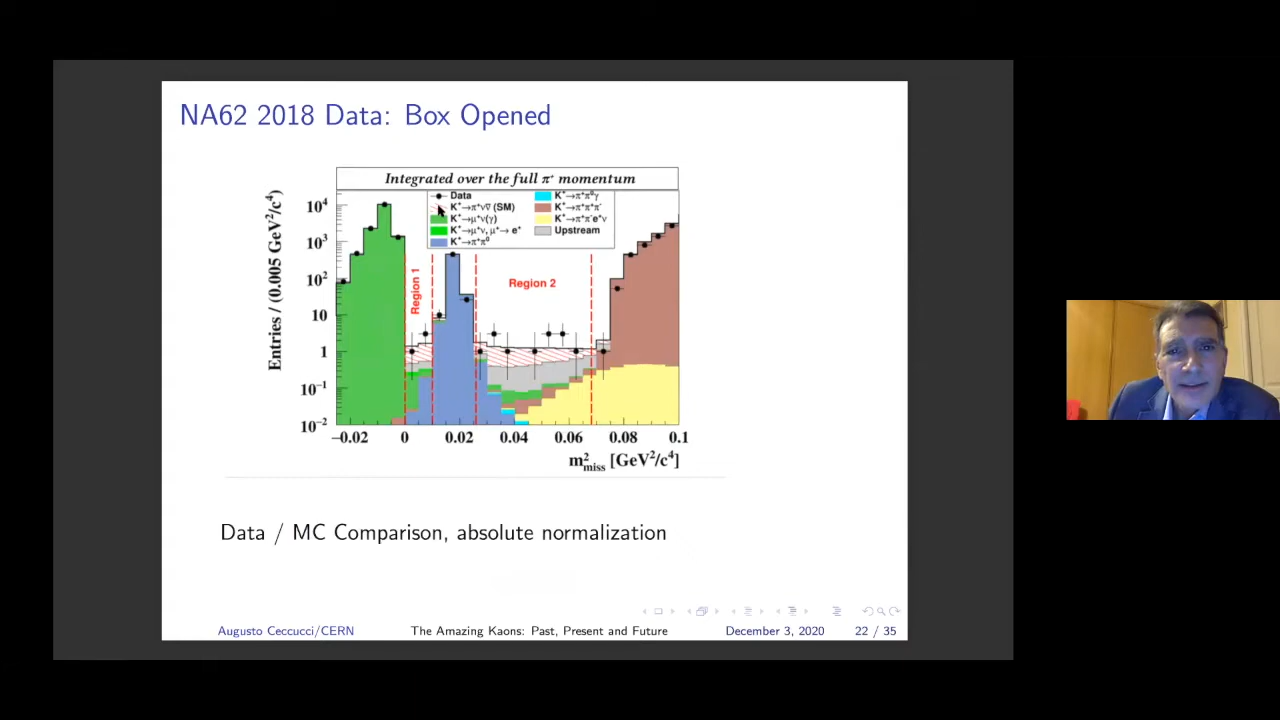 NA62 2018 Data: Box Opened
Integrated over the full π⁺ momentum
Entries / (0.005 GeV²/c⁴)
10⁴
10³
10²
10
1
10⁻¹
10⁻²
Data
K⁺→π⁺νν̄ (SM)
K⁺→μ⁺ν(γ)
K⁺→μ⁺ν, μ⁺→ e⁺
K⁺→π⁺π⁰
K⁺→π⁺π⁰γ
K⁺→π⁺π⁺π⁻
K⁺→π⁺π⁻e⁺ν
Upstream
Region 1
Region 2
−0.02 0 0.02 0.04 0.06 0.08 0.1
m²miss [GeV²/c⁴]
Data / MC Comparison, absolute normalization
Augusto Ceccucci/CERN The Amazing Kaons: Past, Present and Future December 3, 2020 22 / 35